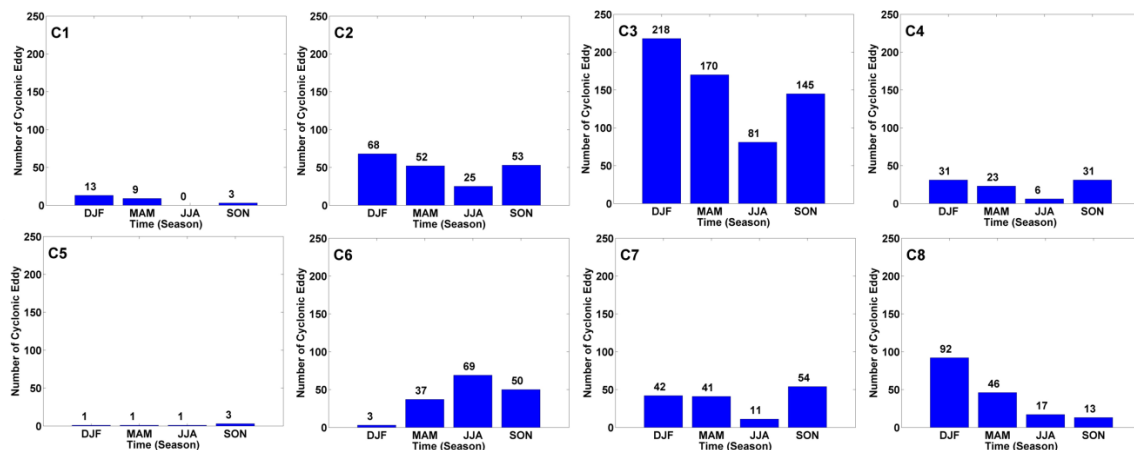 C1
Number of Cyclonic Eddy
250
200
150
100
50
0
13
9
0
3
DJF MAM JJA SON
Time (Season)
C2
Number of Cyclonic Eddy
250
200
150
100
50
0
68
52
25
53
DJF MAM JJA SON
Time (Season)
C3
Number of Cyclonic Eddy
250
200
150
100
50
0
218
170
81
145
DJF MAM JJA SON
Time (Season)
C4
Number of Cyclonic Eddy
250
200
150
100
50
0
31
23
6
31
DJF MAM JJA SON
Time (Season)
C5
Number of Cyclonic Eddy
250
200
150
100
50
0
1
1
1
3
DJF MAM JJA SON
Time (Season)
C6
Number of Cyclonic Eddy
250
200
150
100
50
0
3
37
69
50
DJF MAM JJA SON
Time (Season)
C7
Number of Cyclonic Eddy
250
200
150
100
50
0
42
41
11
54
DJF MAM JJA SON
Time (Season)
C8
Number of Cyclonic Eddy
250
200
150
100
50
0
92
46
17
13
DJF MAM JJA SON
Time (Season)